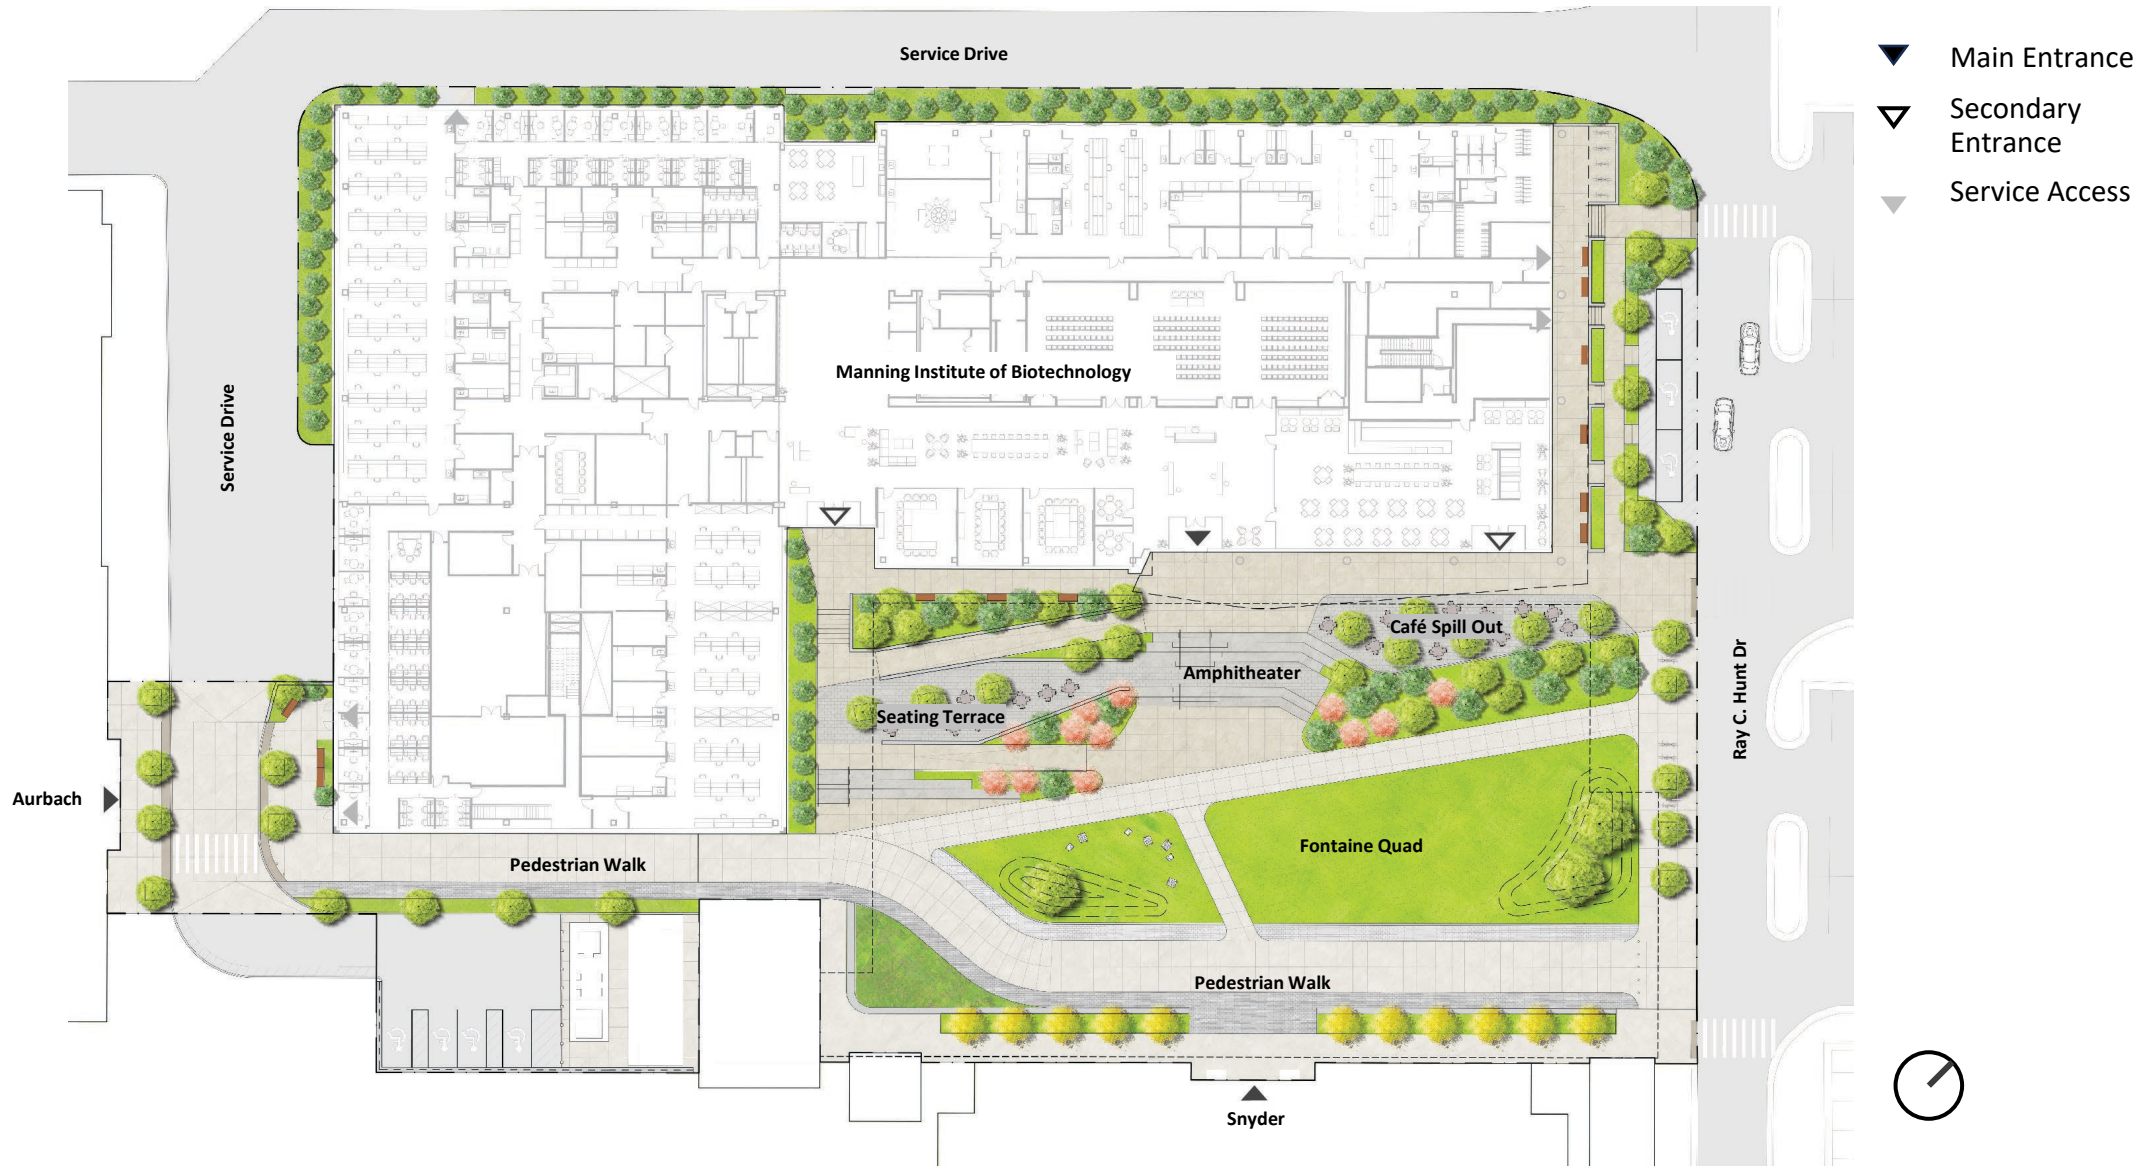 Service Drive
Main Entrance
Secondary
Entrance
Service Access
Service Drive
Manning Institute of Biotechnology
Café Spill Out
Amphitheater
Seating Terrace
Ray C. Hunt Dr
Aurbach
Pedestrian Walk
Fontaine Quad
Pedestrian Walk
Snyder